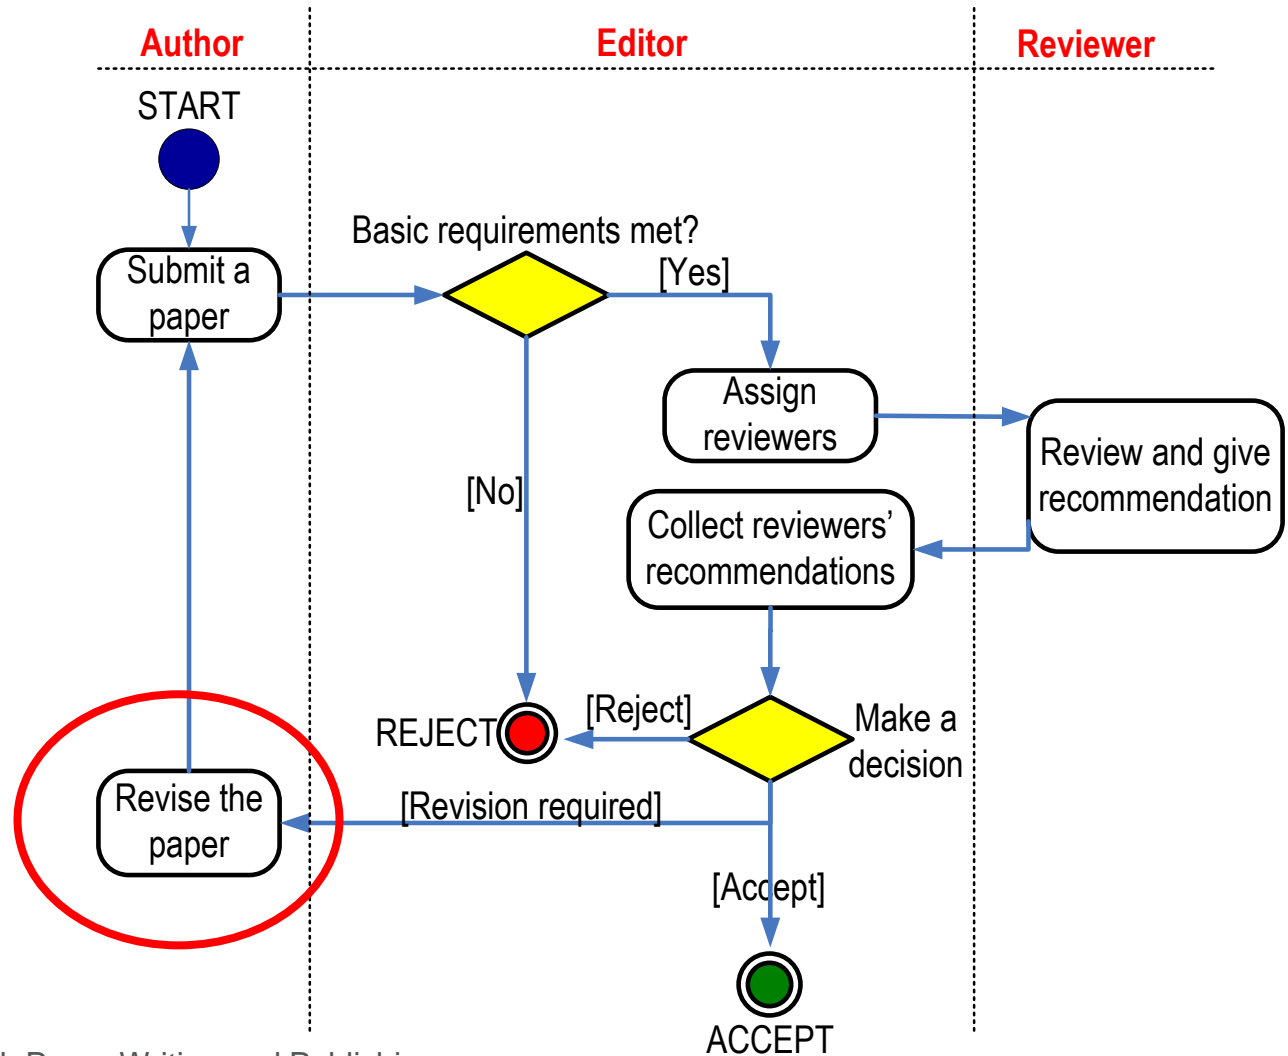 Author
Editor
Reviewer
START
Basic requirements met?
[Yes]
Submit a
paper
Assign
reviewers
Review and give
recommendation
[No]
Collect reviewers’
recommendations
REJECT
[Reject]
Make a
decision
Revise the
paper
[Revision required]
[Accept]
ACCEPT